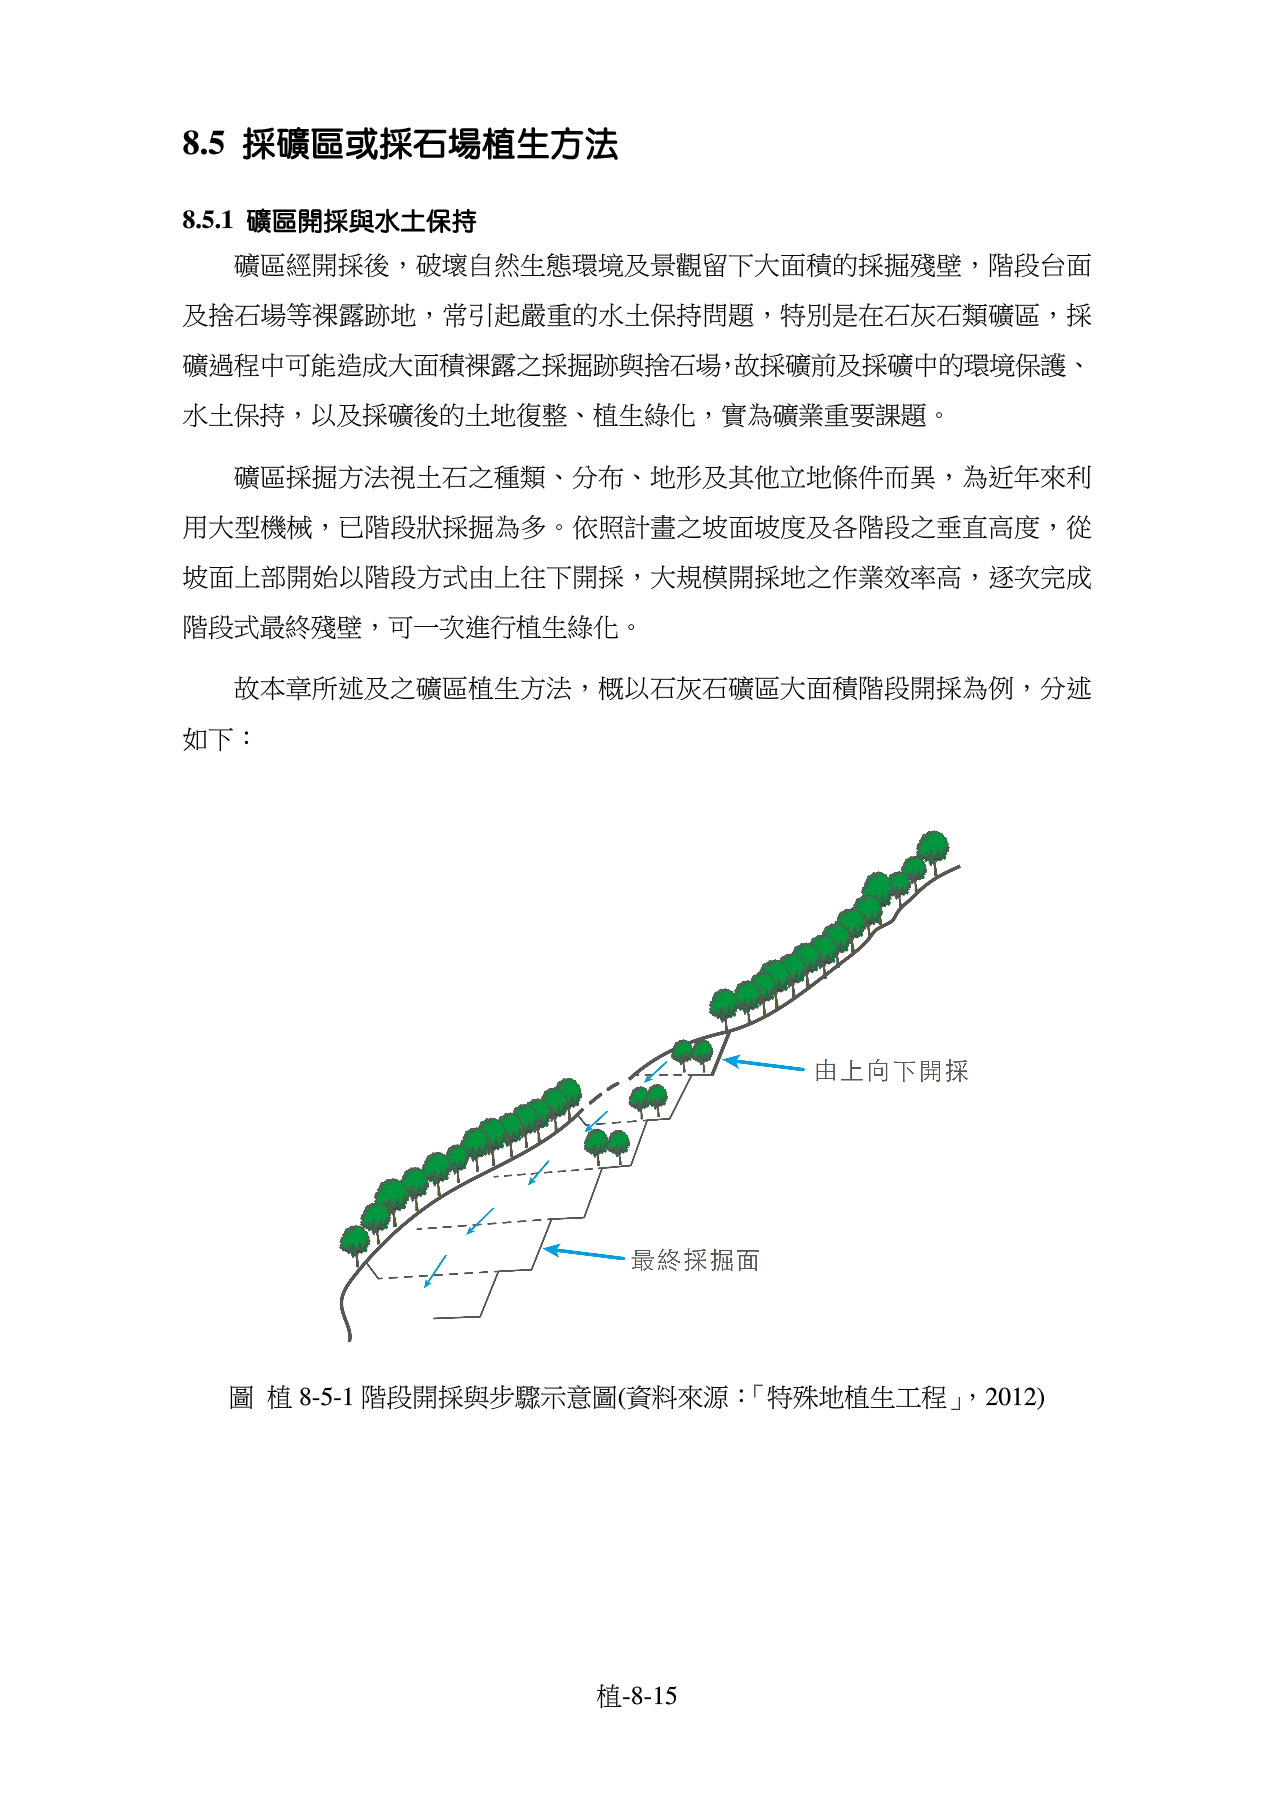 8.5 採礦區或採石場植生方法
8.5.1 礦區開採與水土保持
礦區經開採後，破壞自然生態環境及景觀留下大面積的採掘殘壁，階段台面
及捨石場等裸露跡地，常引起嚴重的水土保持問題，特別是在石灰石類礦區，採
礦過程中可能造成大面積裸露之採掘跡與捨石場，故採礦前及採礦中的環境保護、
水土保持，以及採礦後的土地復整、植生綠化，實為礦業重要課題。
礦區採掘方法視土石之種類、分布、地形及其他立地條件而異，為近年來利
用大型機械，已階段狀採掘為多。依照計畫之坡面坡度及各階段之垂直高度，從
坡面上部開始以階段方式由上往下開採，大規模開採地之作業效率高，逐次完成
階段式最終殘壁，可一次進行植生綠化。
故本章所述及之礦區植生方法，概以石灰石礦區大面積階段開採為例，分述
如下：
由上向下開採
最終採掘面
圖 植 8-5-1 階段開採與步驟示意圖(資料來源：「特殊地植生工程」，2012)
植-8-15